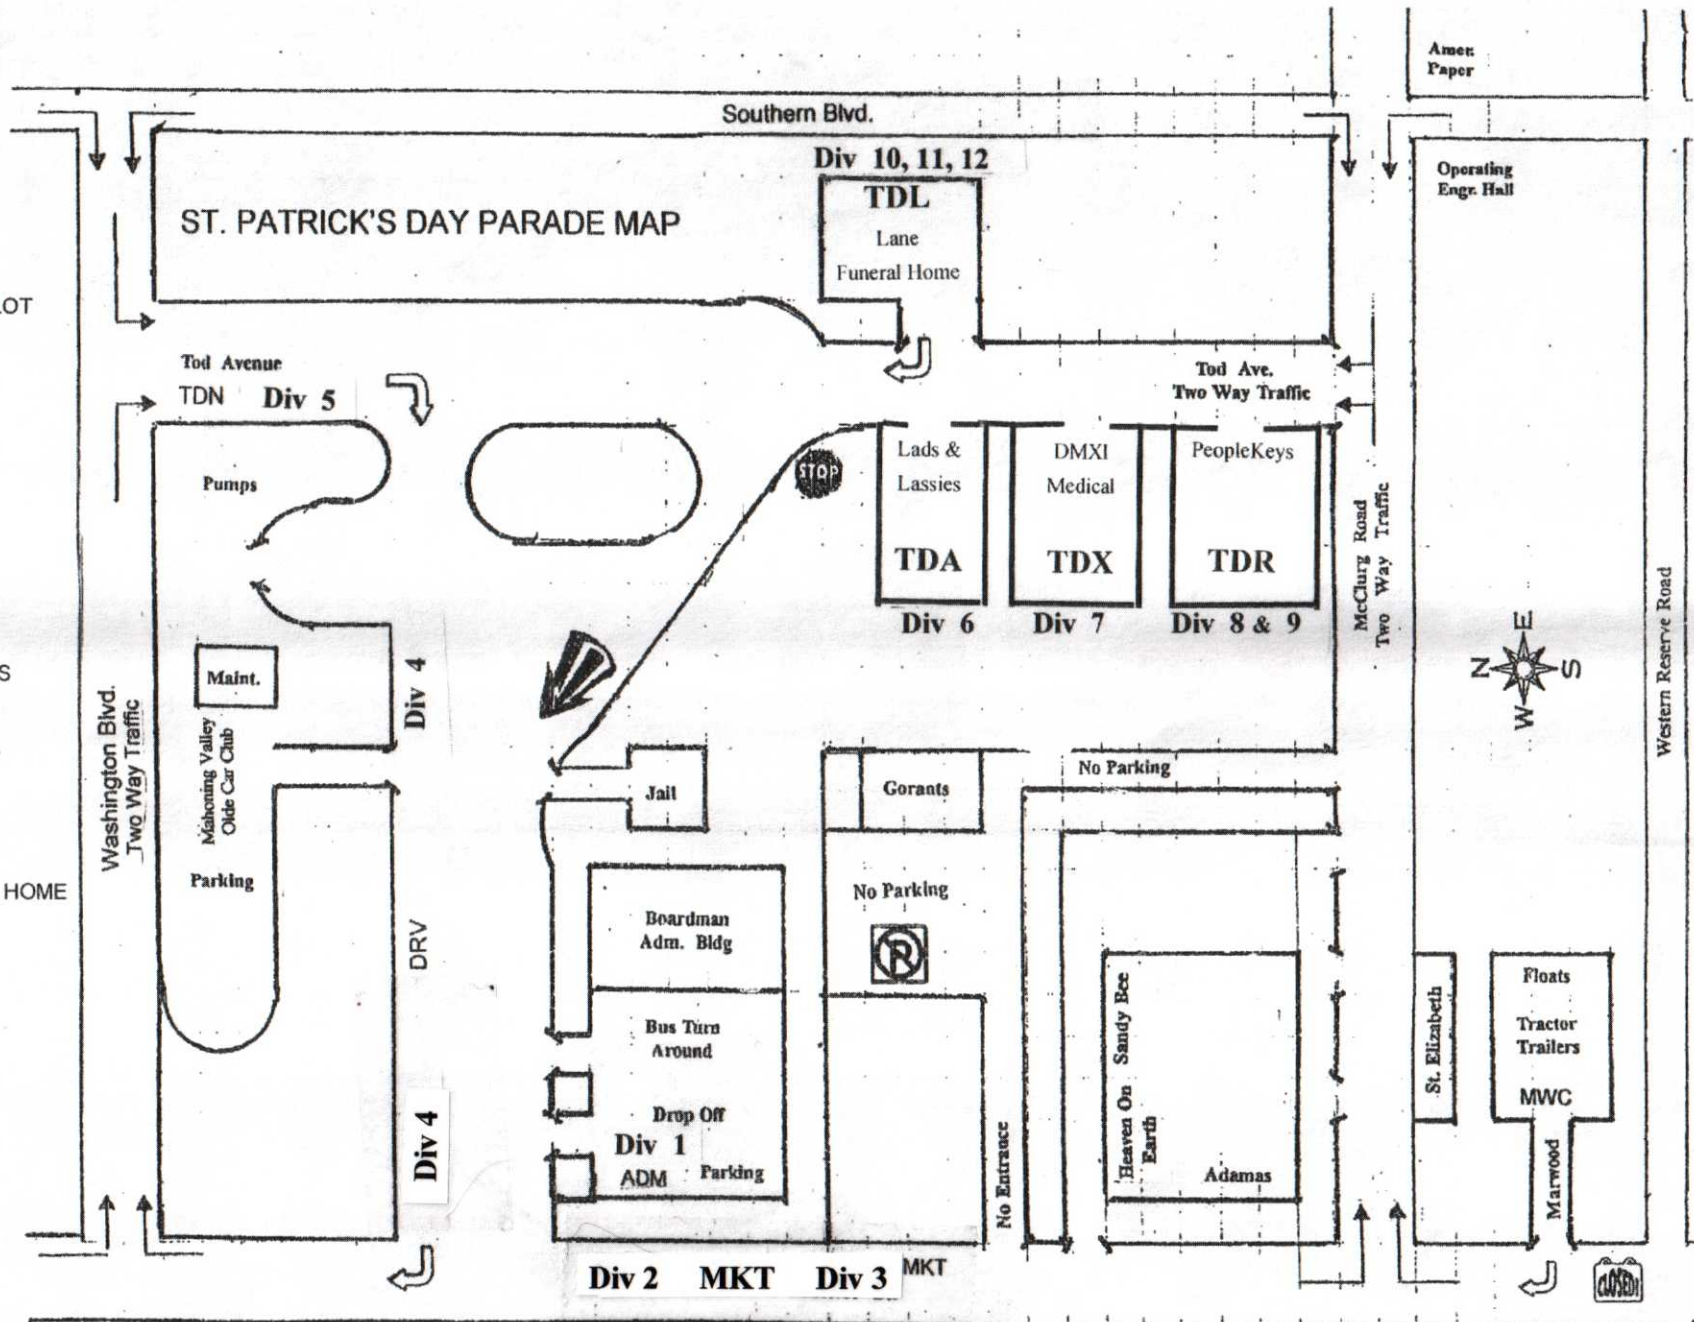 Amer.
Paper
Southern Blvd.
Div 10, 11, 12
TDL
Lane
Funeral Home
Operating
Engr. Hall
ST. PATRICK'S DAY PARADE MAP
LOT
Tod Avenue
TDN Div 5
Tod Ave.
Two Way Traffic
Pumps
STOP
Lads &
Lassies
TDA
Div 6
DMXI
Medical
TDX
Div 7
PeopleKeys
TDR
Div 8 & 9
McClurg Road
Two Way Traffic
Western Reserve Road
E
N
S
W
S
Maint.
Div 4
Washington Blvd.
Two Way Traffic
Mahoning Valley
Olde Car Club
Parking
HOME
Jail
Gorants
No Parking
Boardman
Adm. Bldg
No Parking
P
DRV
Bus Turn
Around
Drop Off
Div 1
ADM Parking
Div 4
No Entrance
Sandy Bee
Heaven On
Earth
Adamas
St. Elizabeth
Floats
Tractor
Trailers
MWC
Marwood
Div 2 MKT Div 3
MKT
CLOSED!